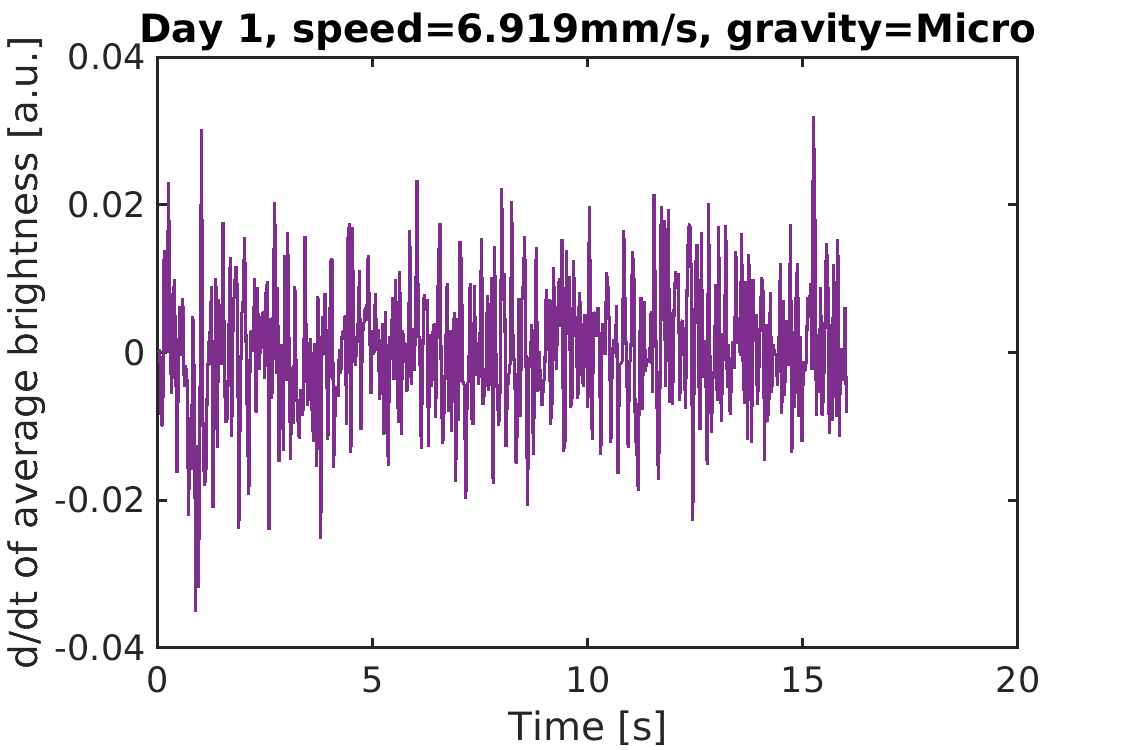 Day 1, speed=6.919mm/s, gravity=Micro
d/dt of average brightness [a.u.]
0.04
0.02
0
-0.02
-0.04
0 5 10 15 20
Time [s]